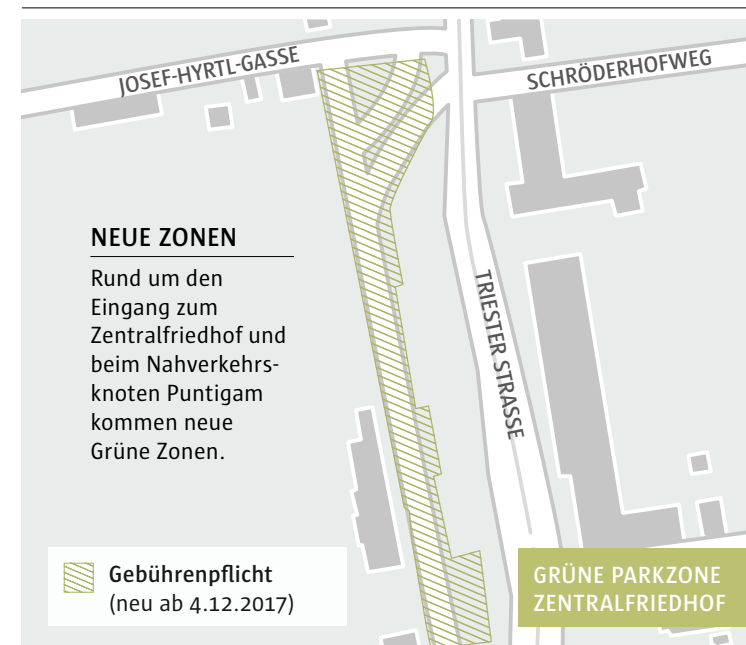 JOSEF-HYRTL-GASSE
SCHRÖDERHOFWEG
NEUE ZONEN
Rund um den
Eingang zum
Zentralfriedhof und
beim Nahverkehrs-
knoten Puntigam
kommen neue
Grüne Zonen.
TRIESTER STRASSE
Gebührenpflicht
(neu ab 4.12.2017)
GRÜNE PARKZONE
ZENTRALFRIEDHOF